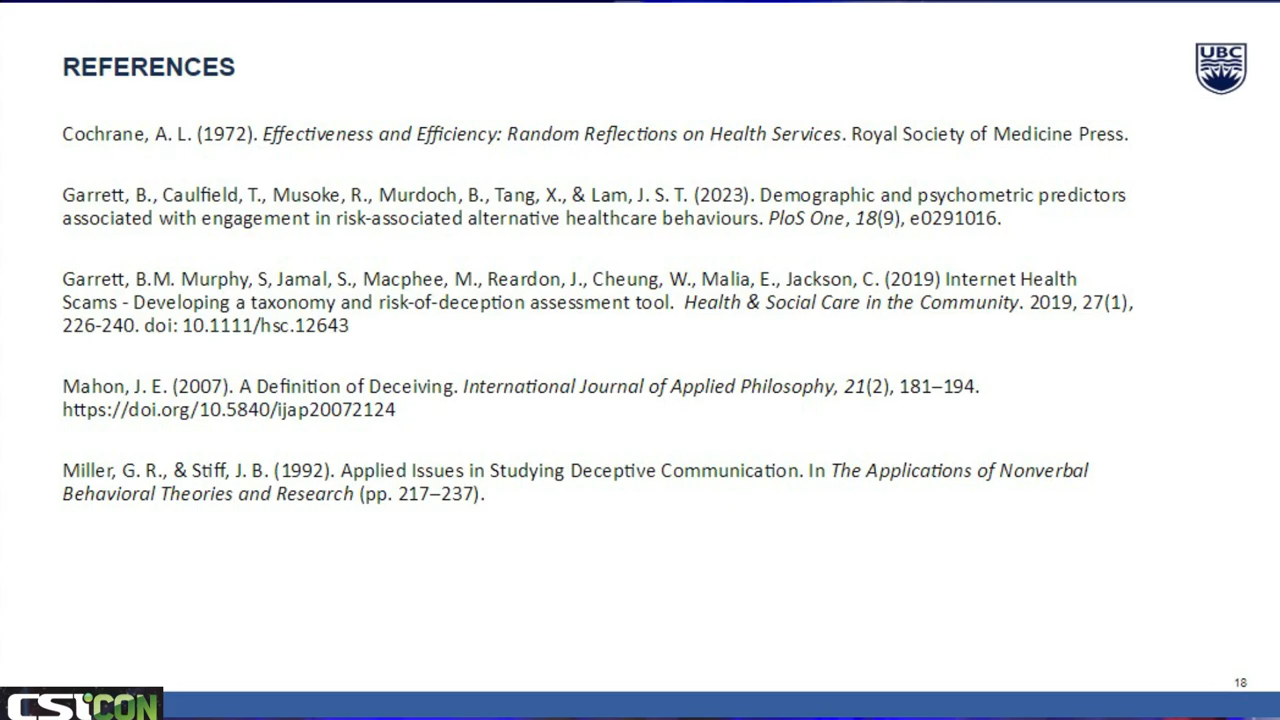 REFERENCES
UBC
Cochrane, A. L. (1972). Effectiveness and Efficiency: Random Reflections on Health Services. Royal Society of Medicine Press.
Garrett, B., Caulfield, T., Musoke, R., Murdoch, B., Tang, X., & Lam, J. S. T. (2023). Demographic and psychometric predictors
associated with engagement in risk-associated alternative healthcare behaviours. PloS One, 18(9), e0291016.
Garrett, B.M. Murphy, S, Jamal, S., Macphee, M., Reardon, J., Cheung, W., Malia, E., Jackson, C. (2019) Internet Health
Scams - Developing a taxonomy and risk-of-deception assessment tool. Health & Social Care in the Community. 2019, 27(1),
226-240. doi: 10.1111/hsc.12643
Mahon, J. E. (2007). A Definition of Deceiving. International Journal of Applied Philosophy, 21(2), 181–194.
https://doi.org/10.5840/ijap20072124
Miller, G. R., & Stiff, J. B. (1992). Applied Issues in Studying Deceptive Communication. In The Applications of Nonverbal
Behavioral Theories and Research (pp. 217–237).
18
CSICON